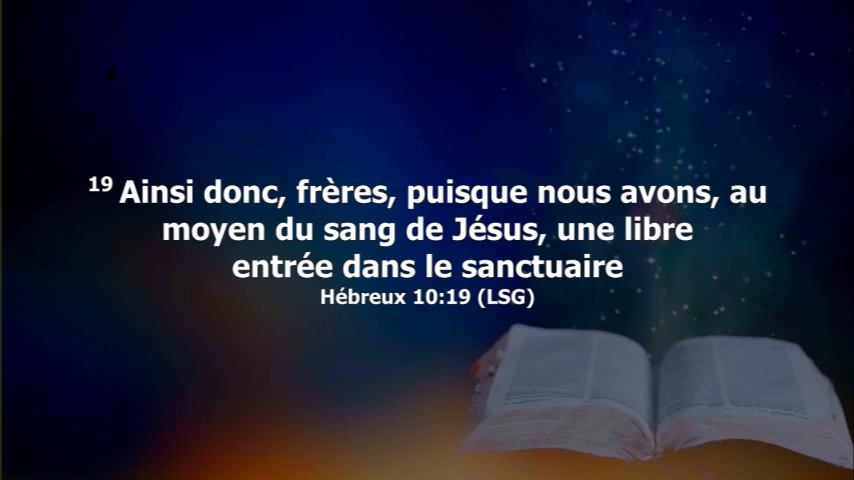 19 Ainsi donc, frères, puisque nous avons, au
moyen du sang de Jésus, une libre
entrée dans le sanctuaire
Hébreux 10:19 (LSG)